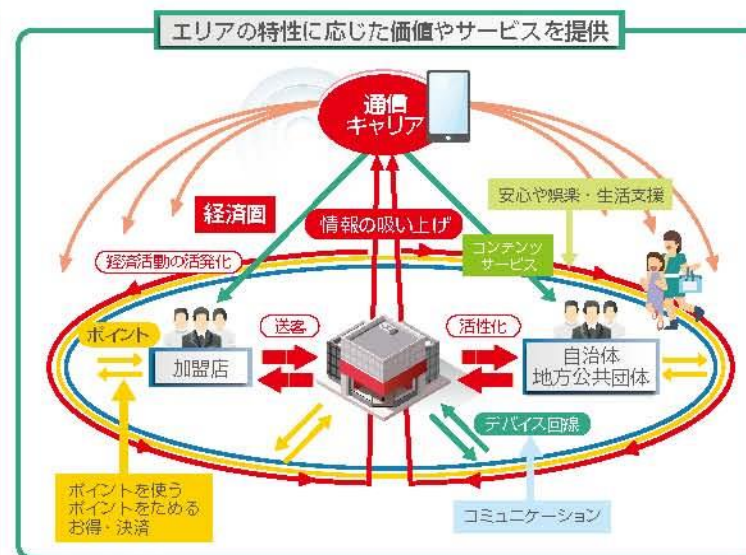 エリアの特性に応じた価値やサービスを提供
通信
キャリア
経済圏
安心や娯楽・生活支援
情報の吸い上げ
コンテンツ
サービス
経済活動の活発化
ポイント
送客
活性化
加盟店
自治体
地方公共団体
デバイス回線
ポイントを使う
ポイントをためる
お得・決済
コミュニケーション